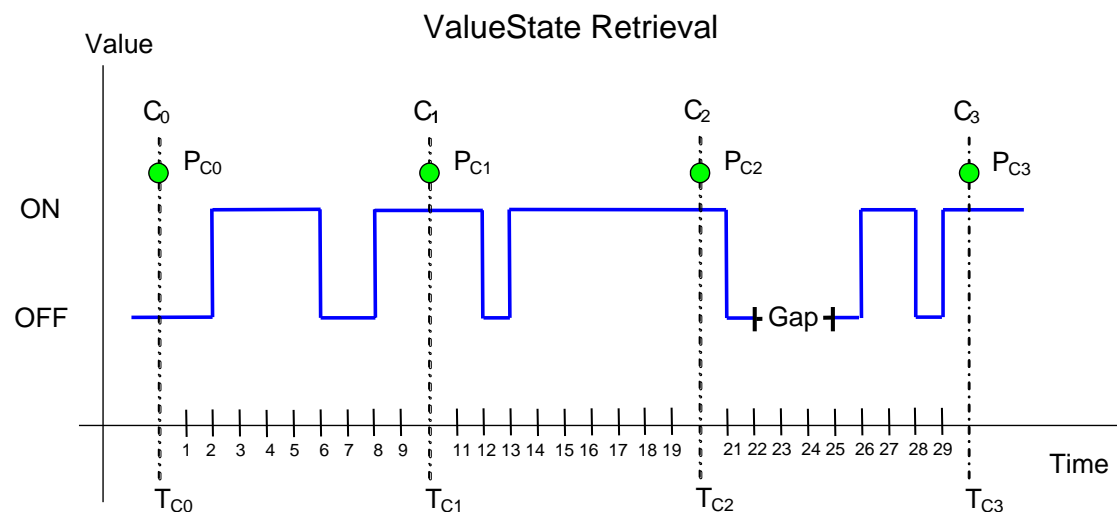 ValueState Retrieval
Value
C0 C1 C2 C3
PC0 PC1 PC2 PC3
ON
OFF
Gap
1 2 3 4 5 6 7 8 9 11 12 13 14 15 16 17 18 19 21 22 23 24 25 26 27 28 29
Time
TC0 TC1 TC2 TC3